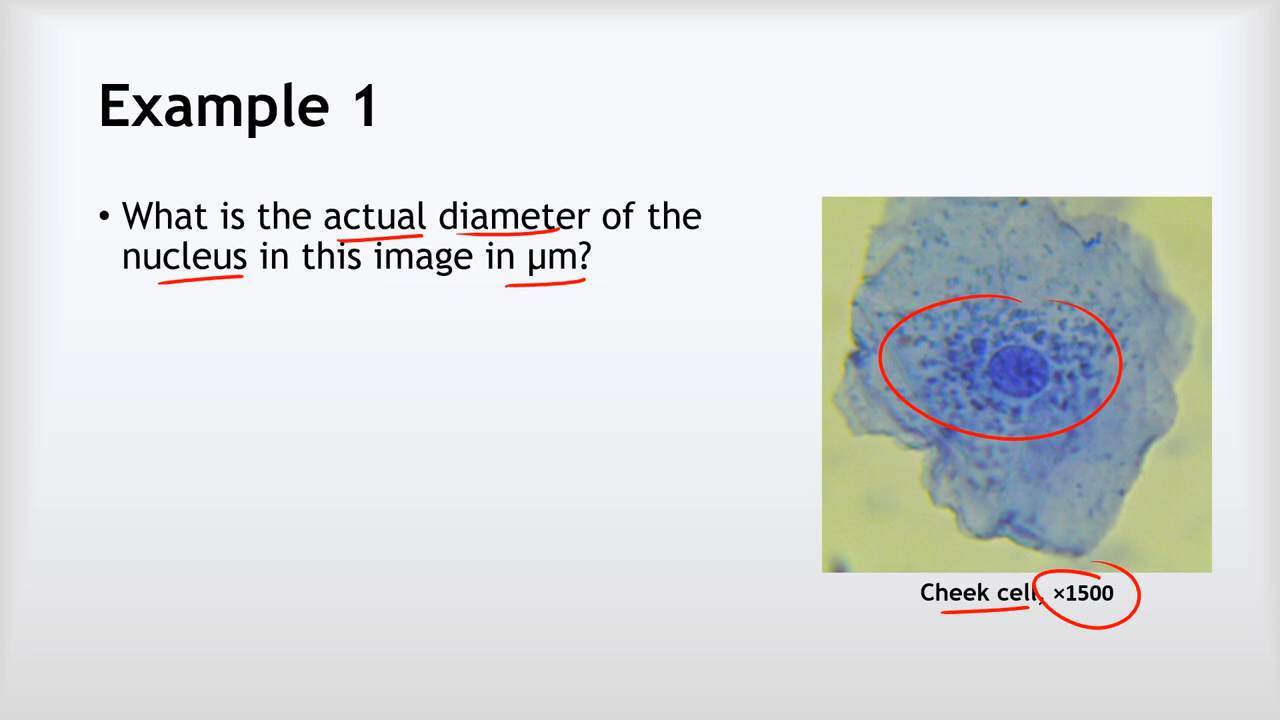 Example 1
• What is the actual diameter of the
nucleus in this image in µm?
Cheek cell, ×1500